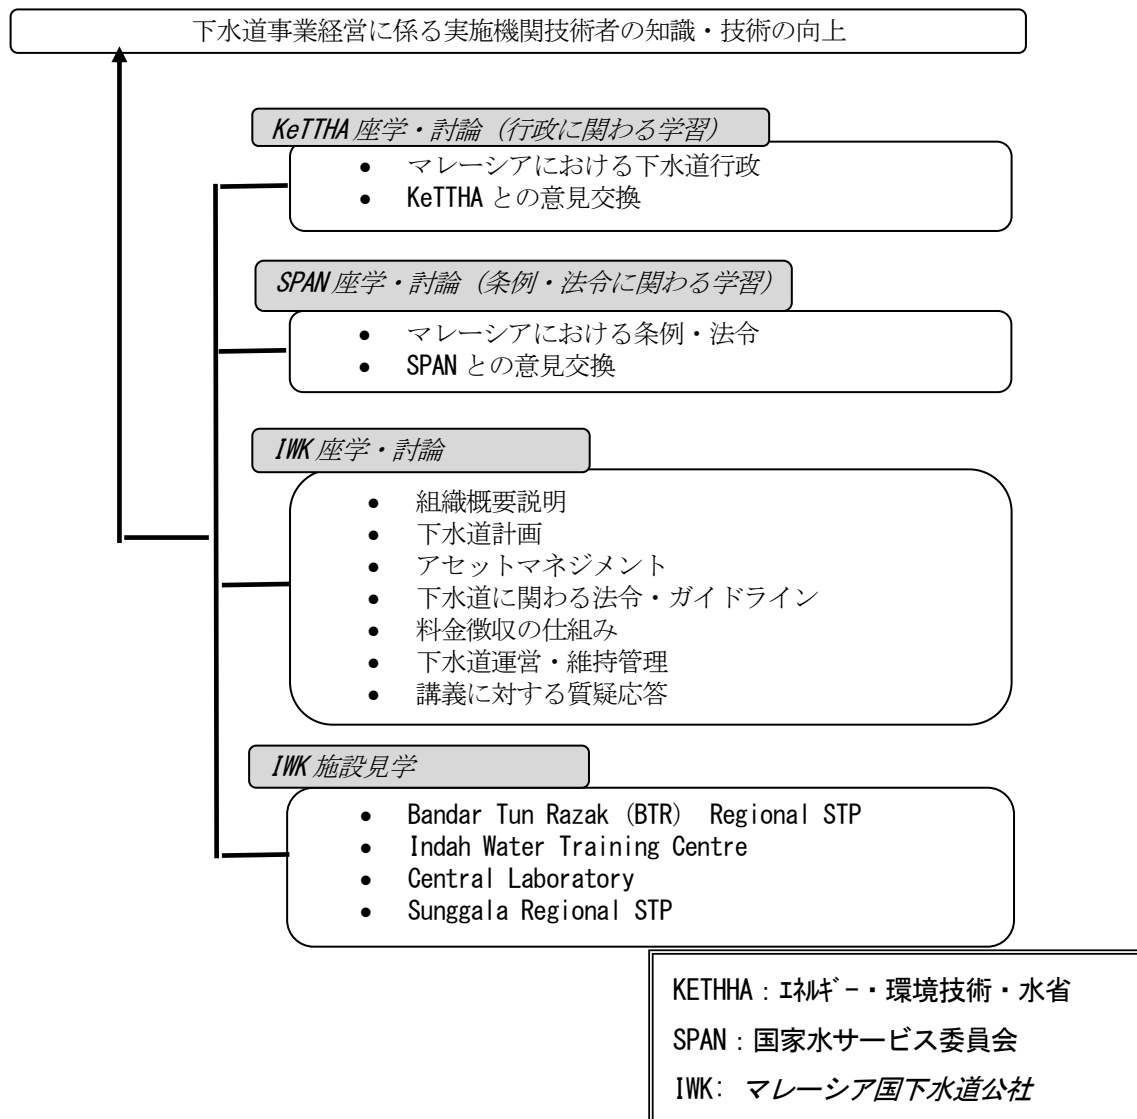 下水道事業経営に係る実施機関技術者の知識・技術の向上
KeTTHA 座学・討論（行政に関わる学習）
● マレーシアにおける下水道行政
● KeTTHA との意見交換
SPAN 座学・討論（条例・法令に関わる学習）
● マレーシアにおける条例・法令
● SPAN との意見交換
IWK 座学・討論
● 組織概要説明
● 下水道計画
● アセットマネジメント
● 下水道に関わる法令・ガイドライン
● 料金徴収の仕組み
● 下水道運営・維持管理
● 講義に対する質疑応答
IWK 施設見学
● Bandar Tun Razak (BTR) Regional STP
● Indah Water Training Centre
● Central Laboratory
● Sunggala Regional STP
KETHHA：ｴﾈﾙｷﾞｰ・環境技術・水省
SPAN：国家水サービス委員会
IWK: マレーシア国下水道公社